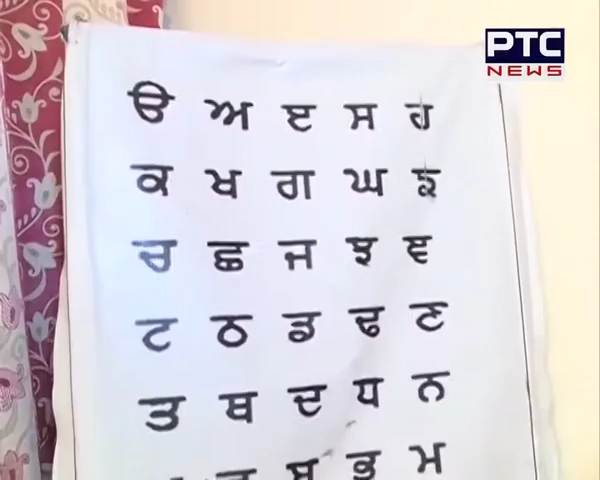 PTC
NEWS
ੳ ਅ ੲ ਸ ਹ
ਕ ਖ ਗ ਘ ਙ
ਚ ਛ ਜ ਝ ਞ
ਟ ਠ ਡ ਢ ਣ
ਤ ਥ ਦ ਧ ਨ
ਭ ਮ